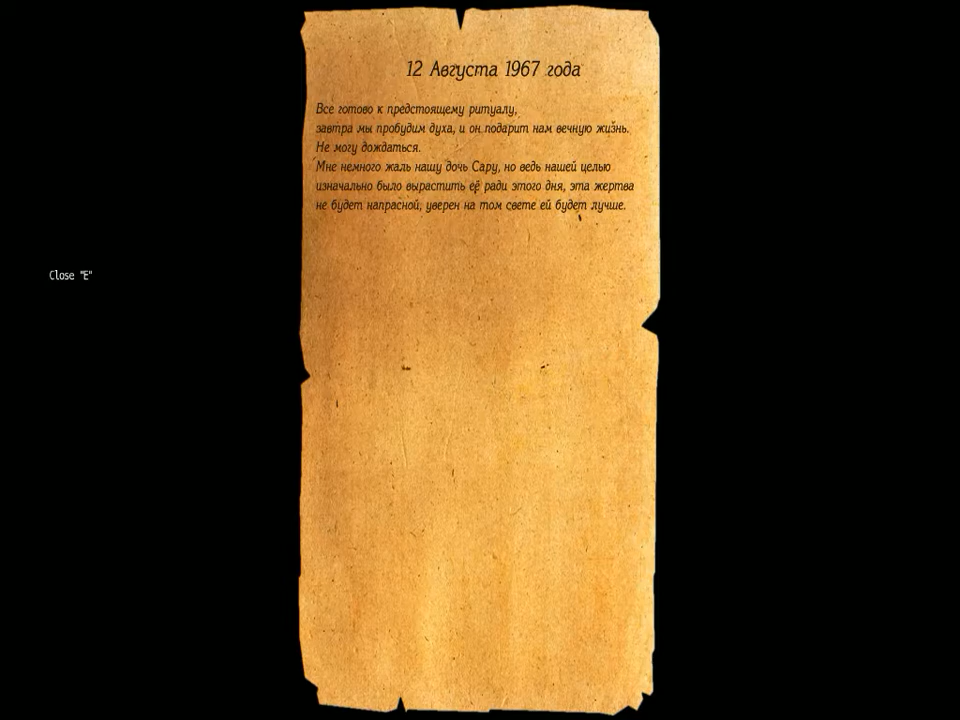 12 Августа 1967 года
Все готово к предстоящему ритуалу,
завтра мы пробудим духа, и он подарит нам вечную жизнь.
Не могу дождаться.
Мне немного жаль нашу дочь Сару, но ведь нашей целью
изначально было вырастить её ради этого дня, эта жертва
не будет напрасной, уверен на том свете ей будет лучше.
Close "E"